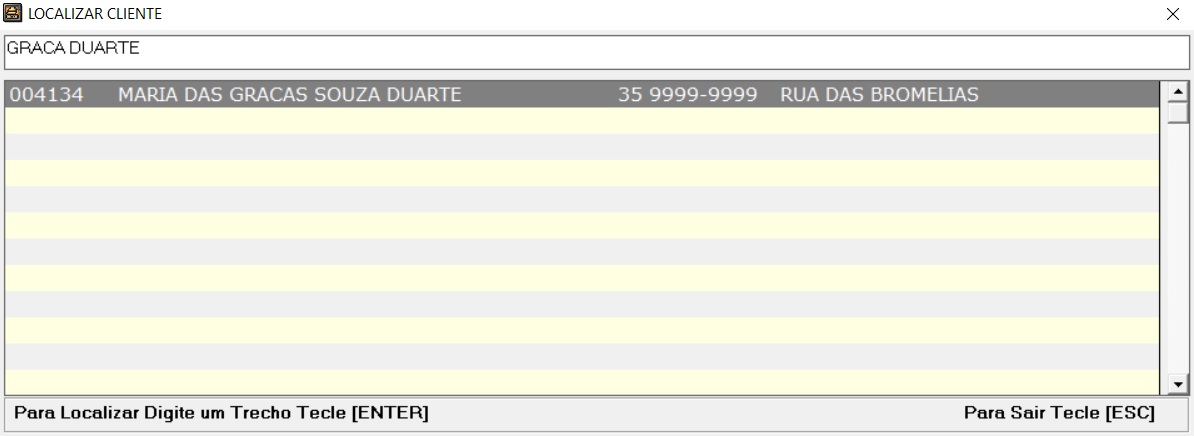 LOCALIZAR CLIENTE
GRACA DUARTE
004134 MARIA DAS GRACAS SOUZA DUARTE 35 9999-9999 RUA DAS BROMELIAS
Para Localizar Digite um Trecho Tecle [ENTER] Para Sair Tecle [ESC]